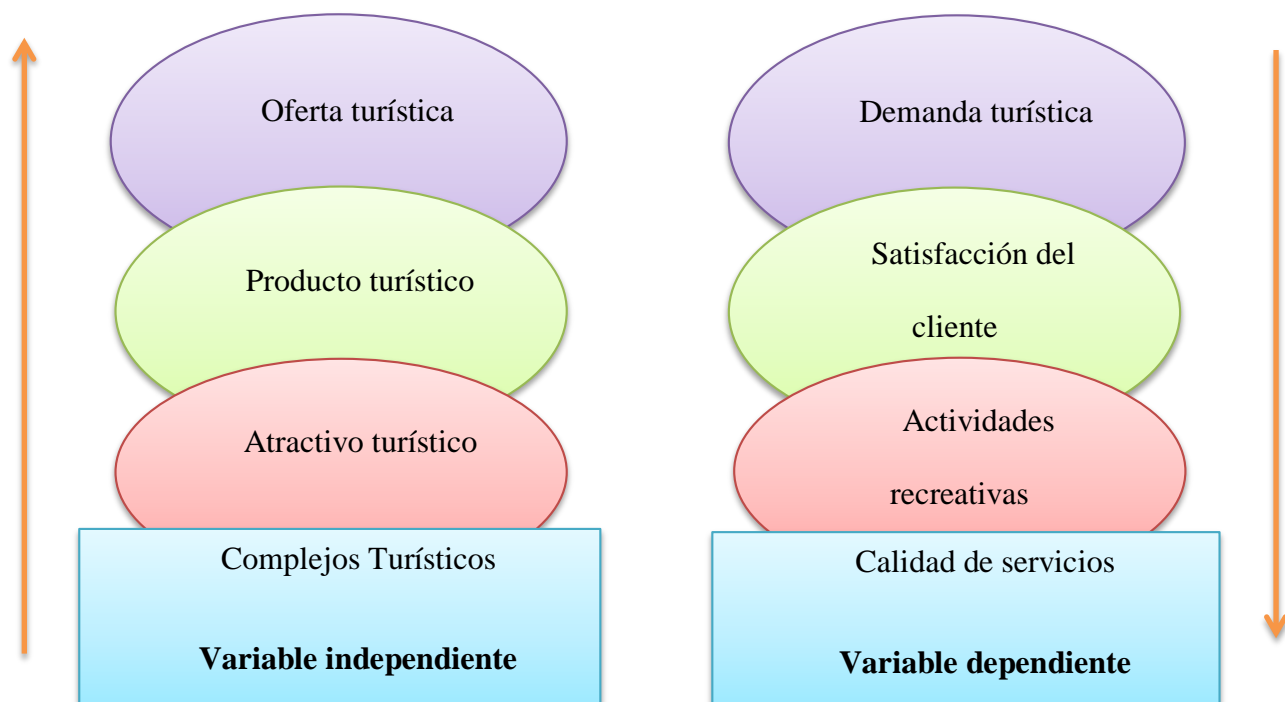 Oferta turística
Producto turístico
Atractivo turístico
Complejos Turísticos
Variable independiente
Demanda turística
Satisfacción del
cliente
Actividades
recreativas
Calidad de servicios
Variable dependiente